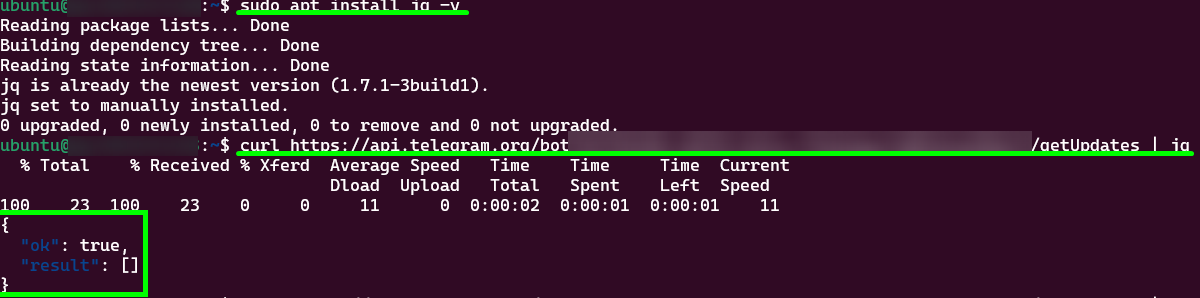 ubuntu@ :~$ sudo apt install jq -y
Reading package lists... Done
Building dependency tree... Done
Reading state information... Done
jq is already the newest version (1.7.1-3build1).
jq set to manually installed.
0 upgraded, 0 newly installed, 0 to remove and 0 not upgraded.
ubuntu@ :~$ curl https://api.telegram.org/bot /getUpdates | jq
% Total % Received % Xferd Average Speed Time Time Time Current
Dload Upload Total Spent Left Speed
100 23 100 23 0 0 11 0 0:00:02 0:00:01 0:00:01 11
{
"ok": true,
"result": []
}